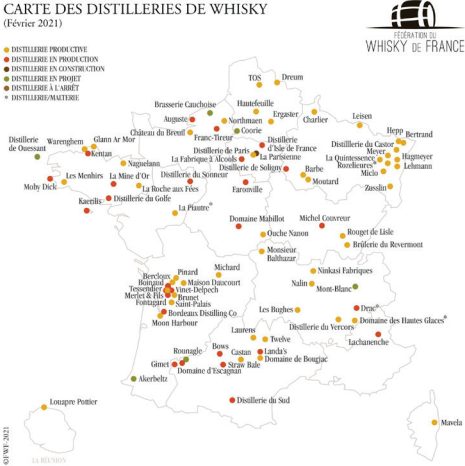 CARTE DES DISTILLERIES DE WHISKY
(Février 2021)
FÉDÉRATION DU
WHISKY DE FRANCE
DISTILLERIE PRODUCTIVE
DISTILLERIE EN PRODUCTION
DISTILLERIE EN CONSTRUCTION
DISTILLERIE EN PROJET
DISTILLERIE À L'ARRÊT
* DISTILLERIE/MALTERIE
TOS
Dreum
Brasserie Cauchoise
Hautefeuille
Auguste
Northmaen
Ergaster
Charlier
Leisen
Château du Breuil
Franc-Tireur
Coorie
Hepp
Bertrand
Distillerie
de Ouessant
Warenghem
Glann Ar Mor
Kentan
Distillerie de Paris
Distillerie
d'Isle de France
La Parisienne
Distillerie du Castor
Meyer
Hagmeyer
Lehmann
La Quintessence
Rozelieures*
Miclo
Naguelann
La Fabrique à Alcools
Distillerie de Soligny
Barbe
Moutard
Moby Dick
Les Menhirs
La Mine d'Or
Distillerie du Sonneur
La Roche aux Fées
Faronville
Zusslin
Kaerilis
Distillerie du Golfe
La Piautre*
Domaine Mabillot
Michel Couvreur
Ouche Nanon
Rouget de Lisle
Brûlerie du Revermont
Monsieur
Balthazar
Bercloux
Pinard
Michard
Ninkasi Fabriques
Boinaud
Maison Daucourt
Nalin
Mont-Blanc
Tessendier
Vinet-Delpech
Merlet & Fils
Brunet
Fontagard
Saint-Palais
Bordeaux Distilling Co
Moon Harbour
Les Bughes
Drac*
Distillerie du Vercors
Domaine des Hautes Glaces*
Laurens
Twelve
Lachanenche
Rounagle
Bows
Castan
Landa's
Gimet
Straw Bale
Domaine de Bougjac
Domaine d'Escagnan
Akerbeltz
Distillerie du Sud
Louapre Pottier
Mavela
LA RÉUNION
©FWF-2021